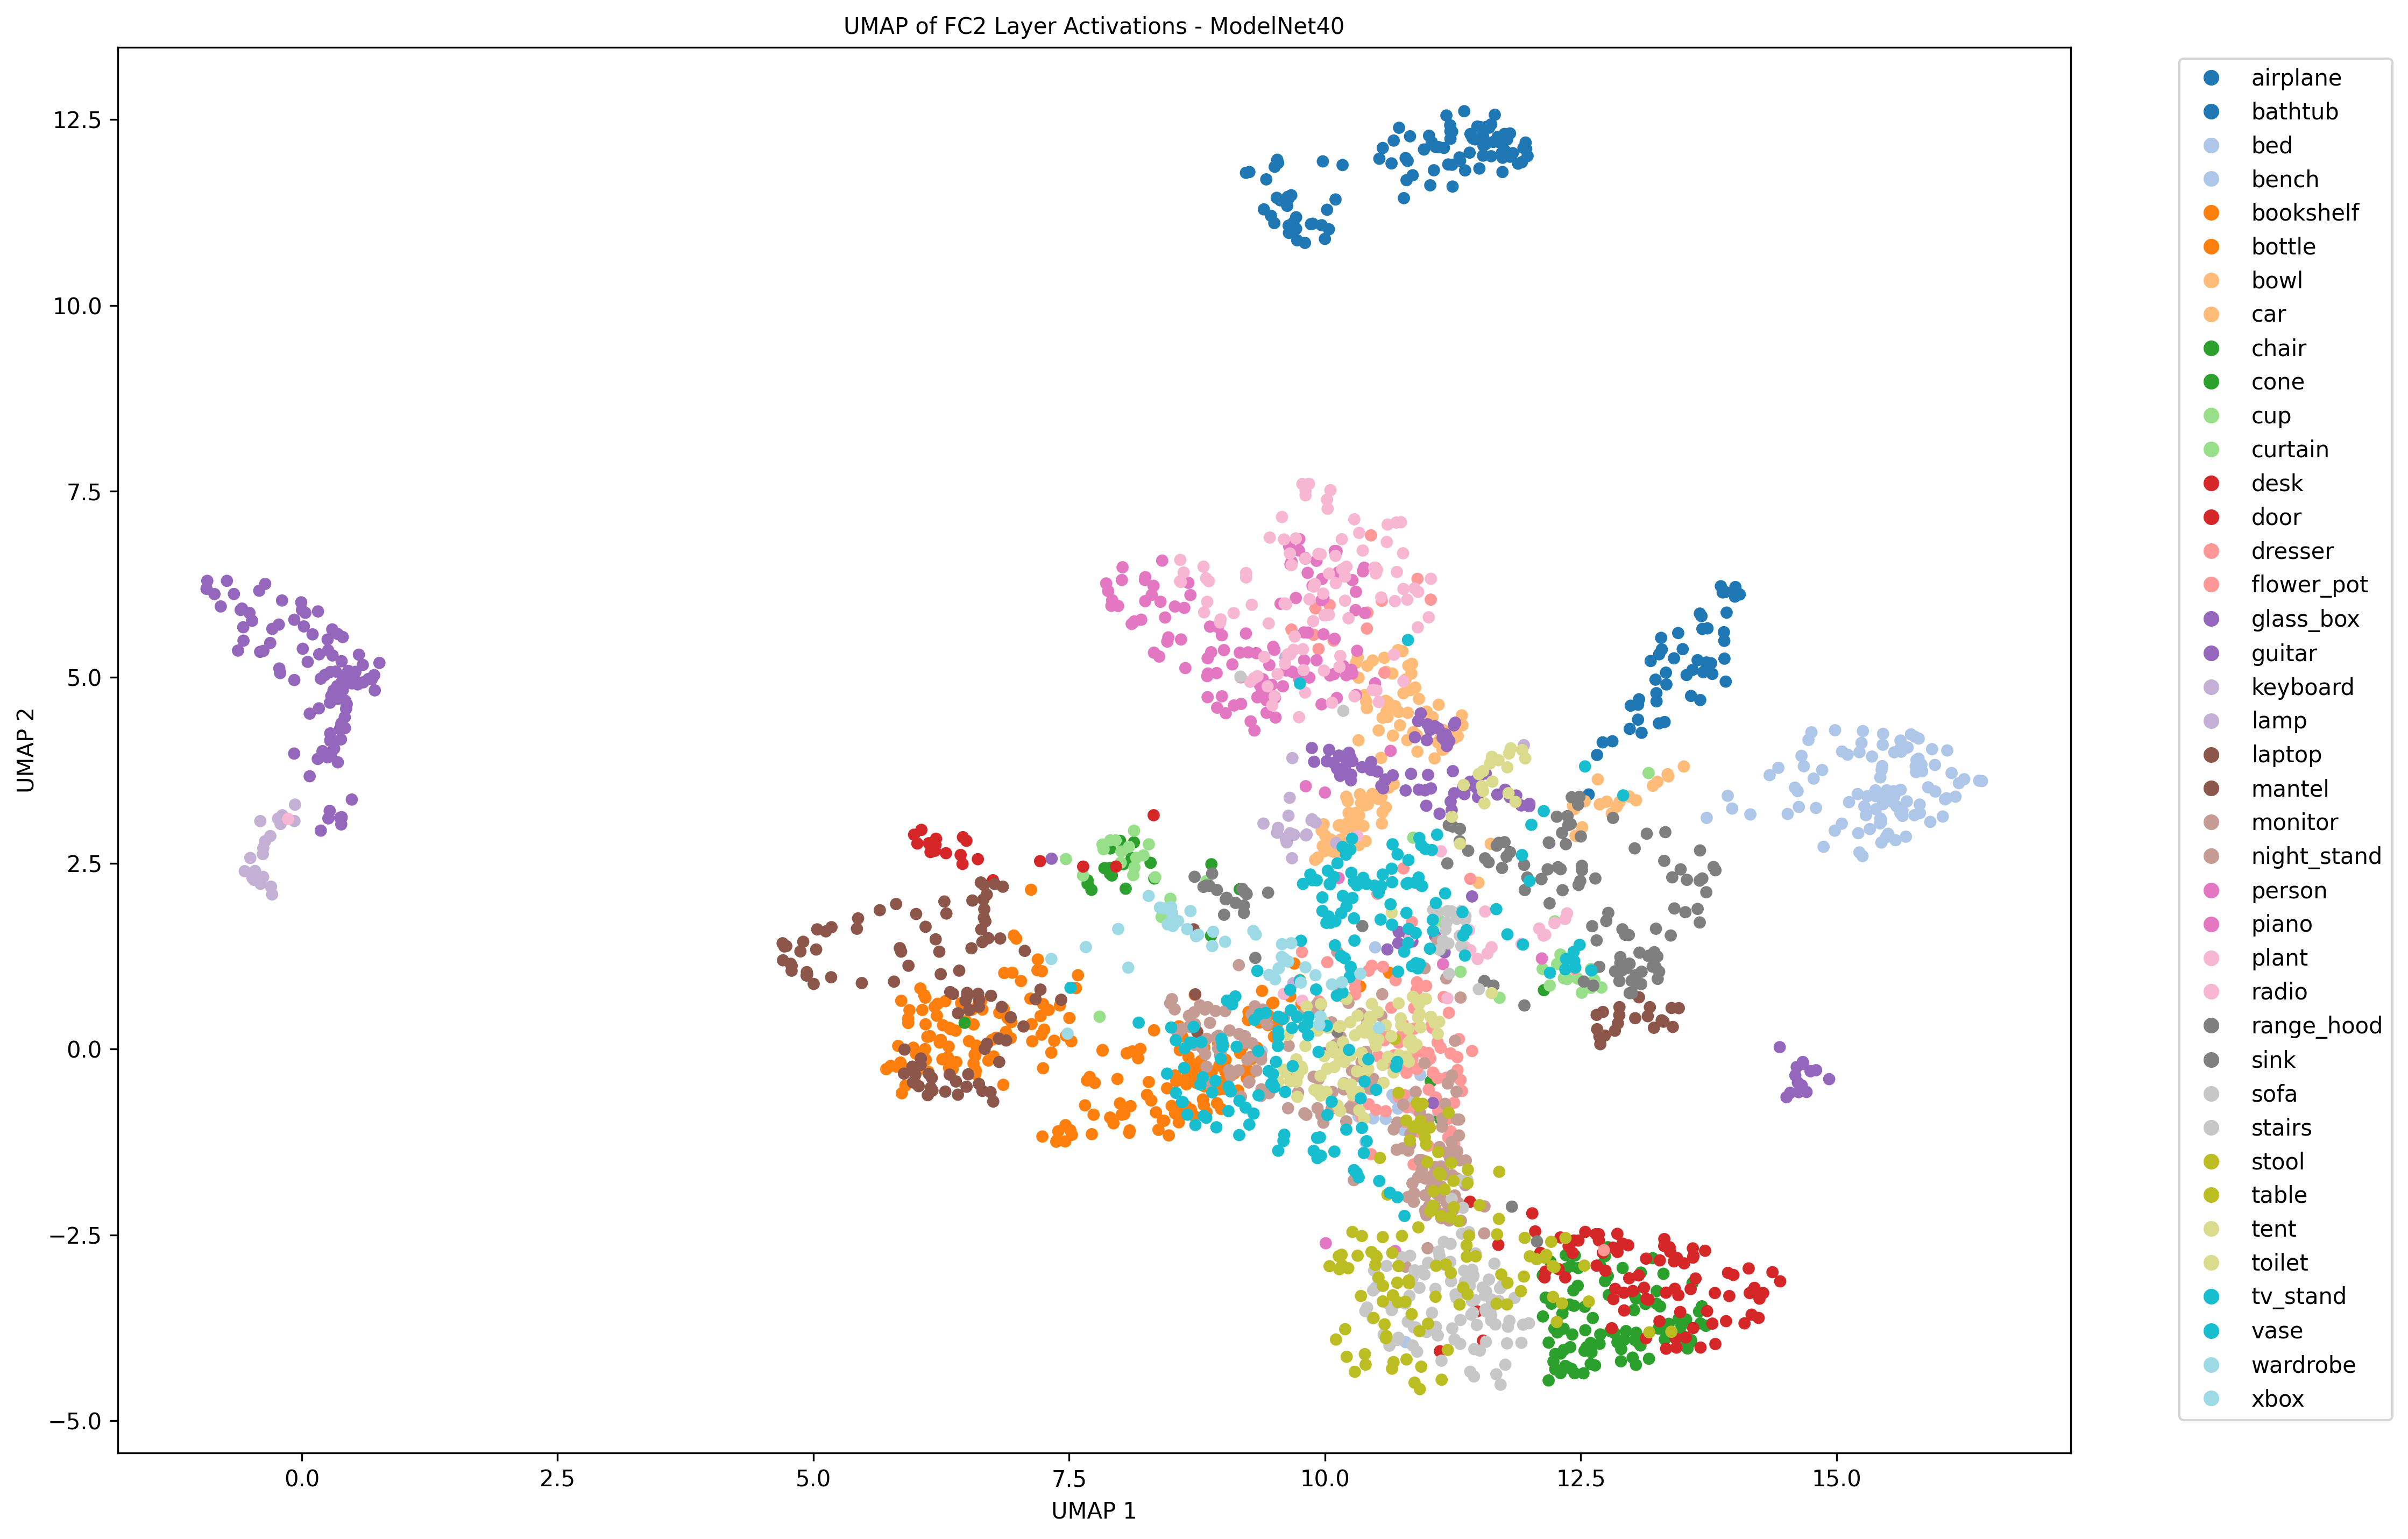 UMAP of FC2 Layer Activations - ModelNet40
12.5
10.0
7.5
5.0
2.5
0.0
−2.5
−5.0
UMAP 2
0.0 2.5 5.0 7.5 10.0 12.5 15.0
UMAP 1
airplane
bathtub
bed
bench
bookshelf
bottle
bowl
car
chair
cone
cup
curtain
desk
door
dresser
flower_pot
glass_box
guitar
keyboard
lamp
laptop
mantel
monitor
night_stand
person
piano
plant
radio
range_hood
sink
sofa
stairs
stool
table
tent
toilet
tv_stand
vase
wardrobe
xbox